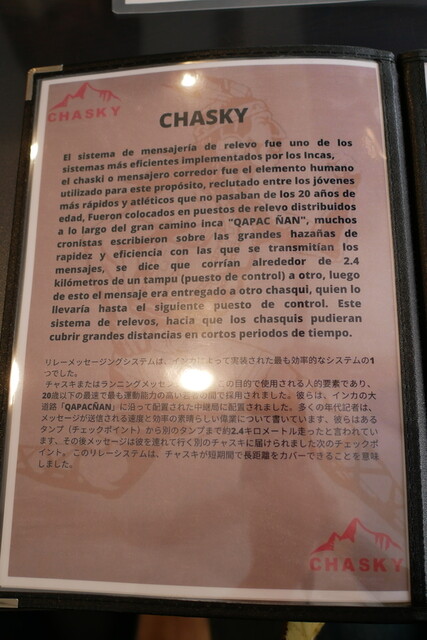 CHASKY
CHASKY
El sistema de mensajería de relevo fue uno de los
sistemas más eficientes implementados por los Incas,
el chaski o mensajero corredor fue el elemento humano
utilizado para este propósito, reclutado entre los jóvenes
más rápidos y atléticos que no pasaban de los 20 años de
edad, Fueron colocados en puestos de relevo distribuidos
a lo largo del gran camino inca "QAPAC ÑAN", muchos
cronistas escribieron sobre las grandes hazañas de
rapidez y eficiencia con las que se transmitían los
mensajes, se dice que corrían alrededor de 2.4
kilómetros de un tampu (puesto de control) a otro, luego
de esto el mensaje era entregado a otro chasqui, quien lo
llevaría hasta el siguiente puesto de control. Este
sistema de relevos, hacía que los chasquis pudieran
cubrir grandes distancias en cortos periodos de tiempo.
リレーメッセージングシステムは、インカによって実装された最も効率的なシステムの1
つでした。
チャスキまたはランニングメッセン この目的で使用される人的要素であり、
20歳以下の最速で最も運動能力の高い若者の間で採用されました。彼らは、インカの大
道路「QAPACÑAN」に沿って配置された中継局に配置されました。多くの年代記者は、
メッセージが送信される速度と効率の素晴らしい偉業について書いています、彼らはある
タンプ（チェックポイント）から別のタンプまで約2.4キロメートル走ったと言われてい
ます、その後メッセージは彼を連れて行く別のチャスキに届けられました次のチェックポ
イント。このリレーシステムは、チャスキが短期間で長距離をカバーできることを意味
しました。
CHASKY